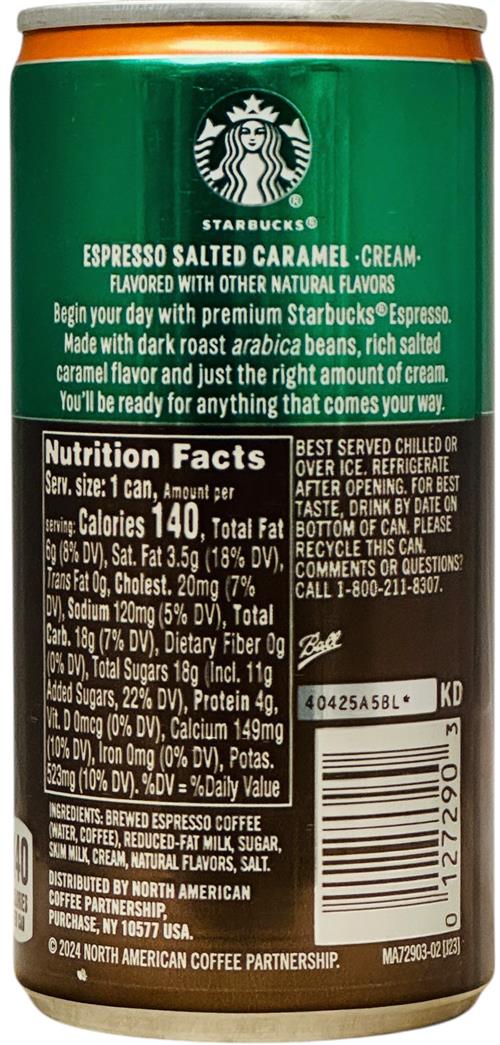 STARBUCKS®
ESPRESSO SALTED CARAMEL ·CREAM·
FLAVORED WITH OTHER NATURAL FLAVORS
Begin your day with premium Starbucks® Espresso.
Made with dark roast arabica beans, rich salted
caramel flavor and just the right amount of cream.
You'll be ready for anything that comes your way.
Nutrition Facts
Serv. size: 1 can, Amount per
serving: Calories 140, Total Fat
6g (8% DV), Sat. Fat 3.5g (18% DV),
Trans Fat 0g, Cholest. 20mg (7%
DV), Sodium 120mg (5% DV), Total
Carb. 18g (7% DV), Dietary Fiber 0g
(0% DV), Total Sugars 18g (Incl. 11g
Added Sugars, 22% DV), Protein 4g,
Vit. D 0mcg (0% DV), Calcium 149mg
(10% DV), Iron 0mg (0% DV), Potas.
523mg (10% DV). %DV = %Daily Value
INGREDIENTS: BREWED ESPRESSO COFFEE
(WATER, COFFEE), REDUCED-FAT MILK, SUGAR,
SKIM MILK, CREAM, NATURAL FLAVORS, SALT.
DISTRIBUTED BY NORTH AMERICAN
COFFEE PARTNERSHIP,
PURCHASE, NY 10577 USA.
© 2024 NORTH AMERICAN COFFEE PARTNERSHIP.
BEST SERVED CHILLED OR
OVER ICE. REFRIGERATE
AFTER OPENING. FOR BEST
TASTE, DRINK BY DATE ON
BOTTOM OF CAN. PLEASE
RECYCLE THIS CAN.
COMMENTS OR QUESTIONS?
CALL 1-800-211-8307.
Ball
40425A5BL* KD
0 127290 3
MA72903-02 (J23)
40